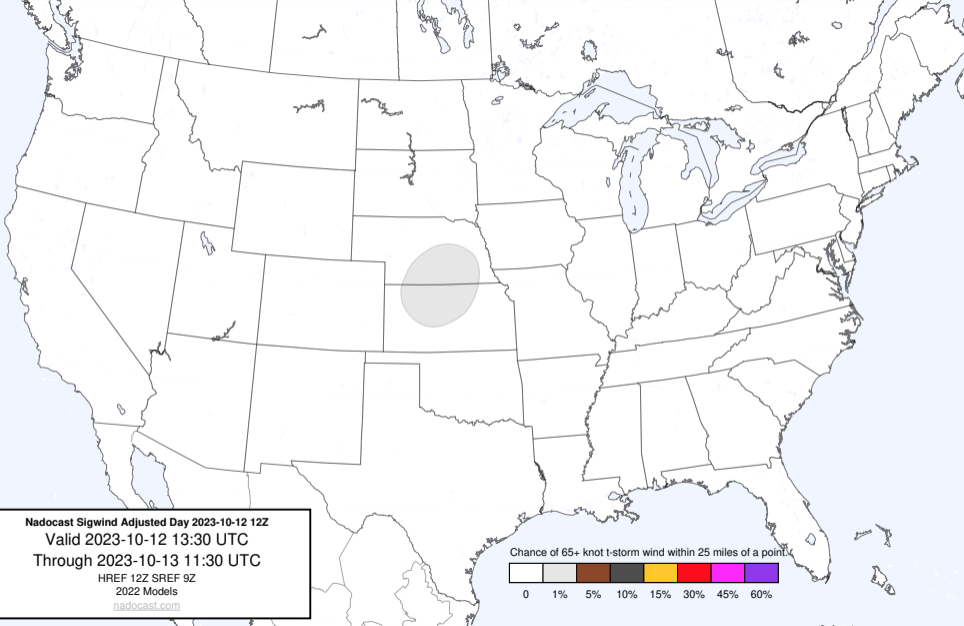 Nadocast Sigwind Adjusted Day 2023-10-12 12Z
Valid 2023-10-12 13:30 UTC
Through 2023-10-13 11:30 UTC
HREF 12Z SREF 9Z
2022 Models
nadocast.com
Chance of 65+ knot t-storm wind within 25 miles of a point.
0 1% 5% 10% 15% 30% 45% 60%